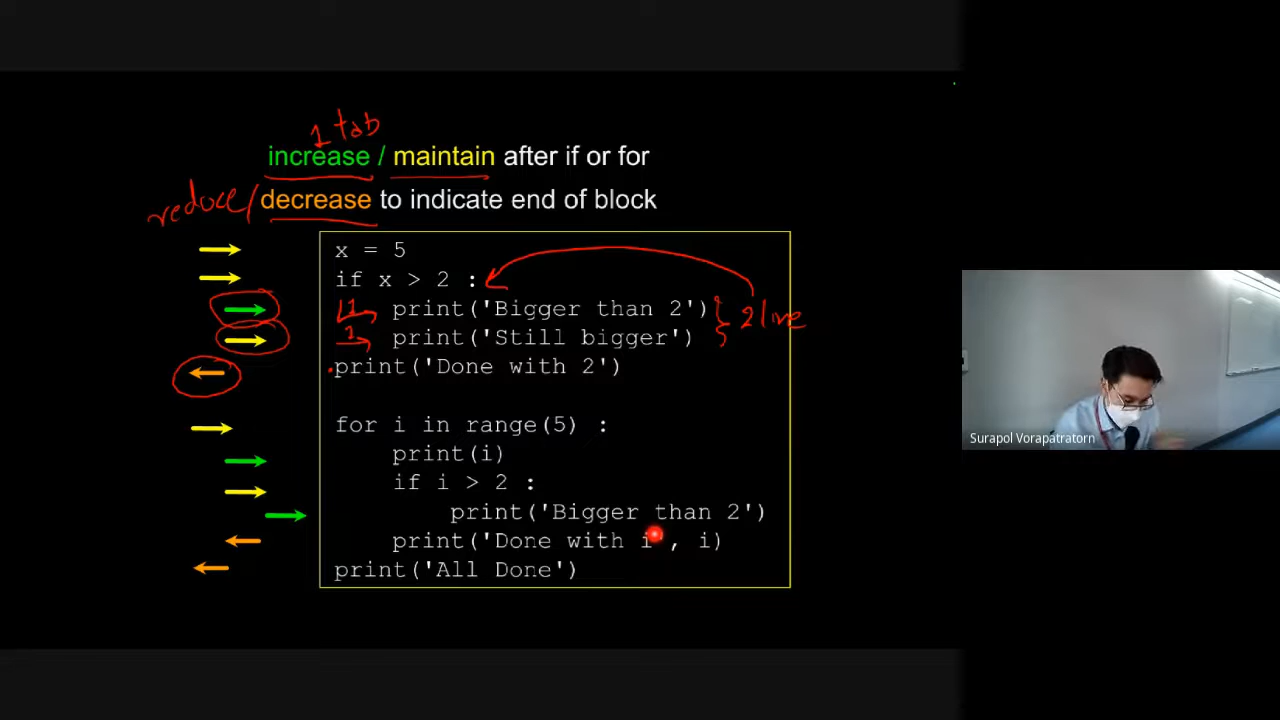 1 tab
increase / maintain after if or for
reduce/ decrease to indicate end of block
x = 5
if x > 2 :
1 print('Bigger than 2')
1 print('Still bigger')
2 line
print('Done with 2')
for i in range(5) :
print(i)
if i > 2 :
print('Bigger than 2')
print('Done with i', i)
print('All Done')
Surapol Vorapatratorn